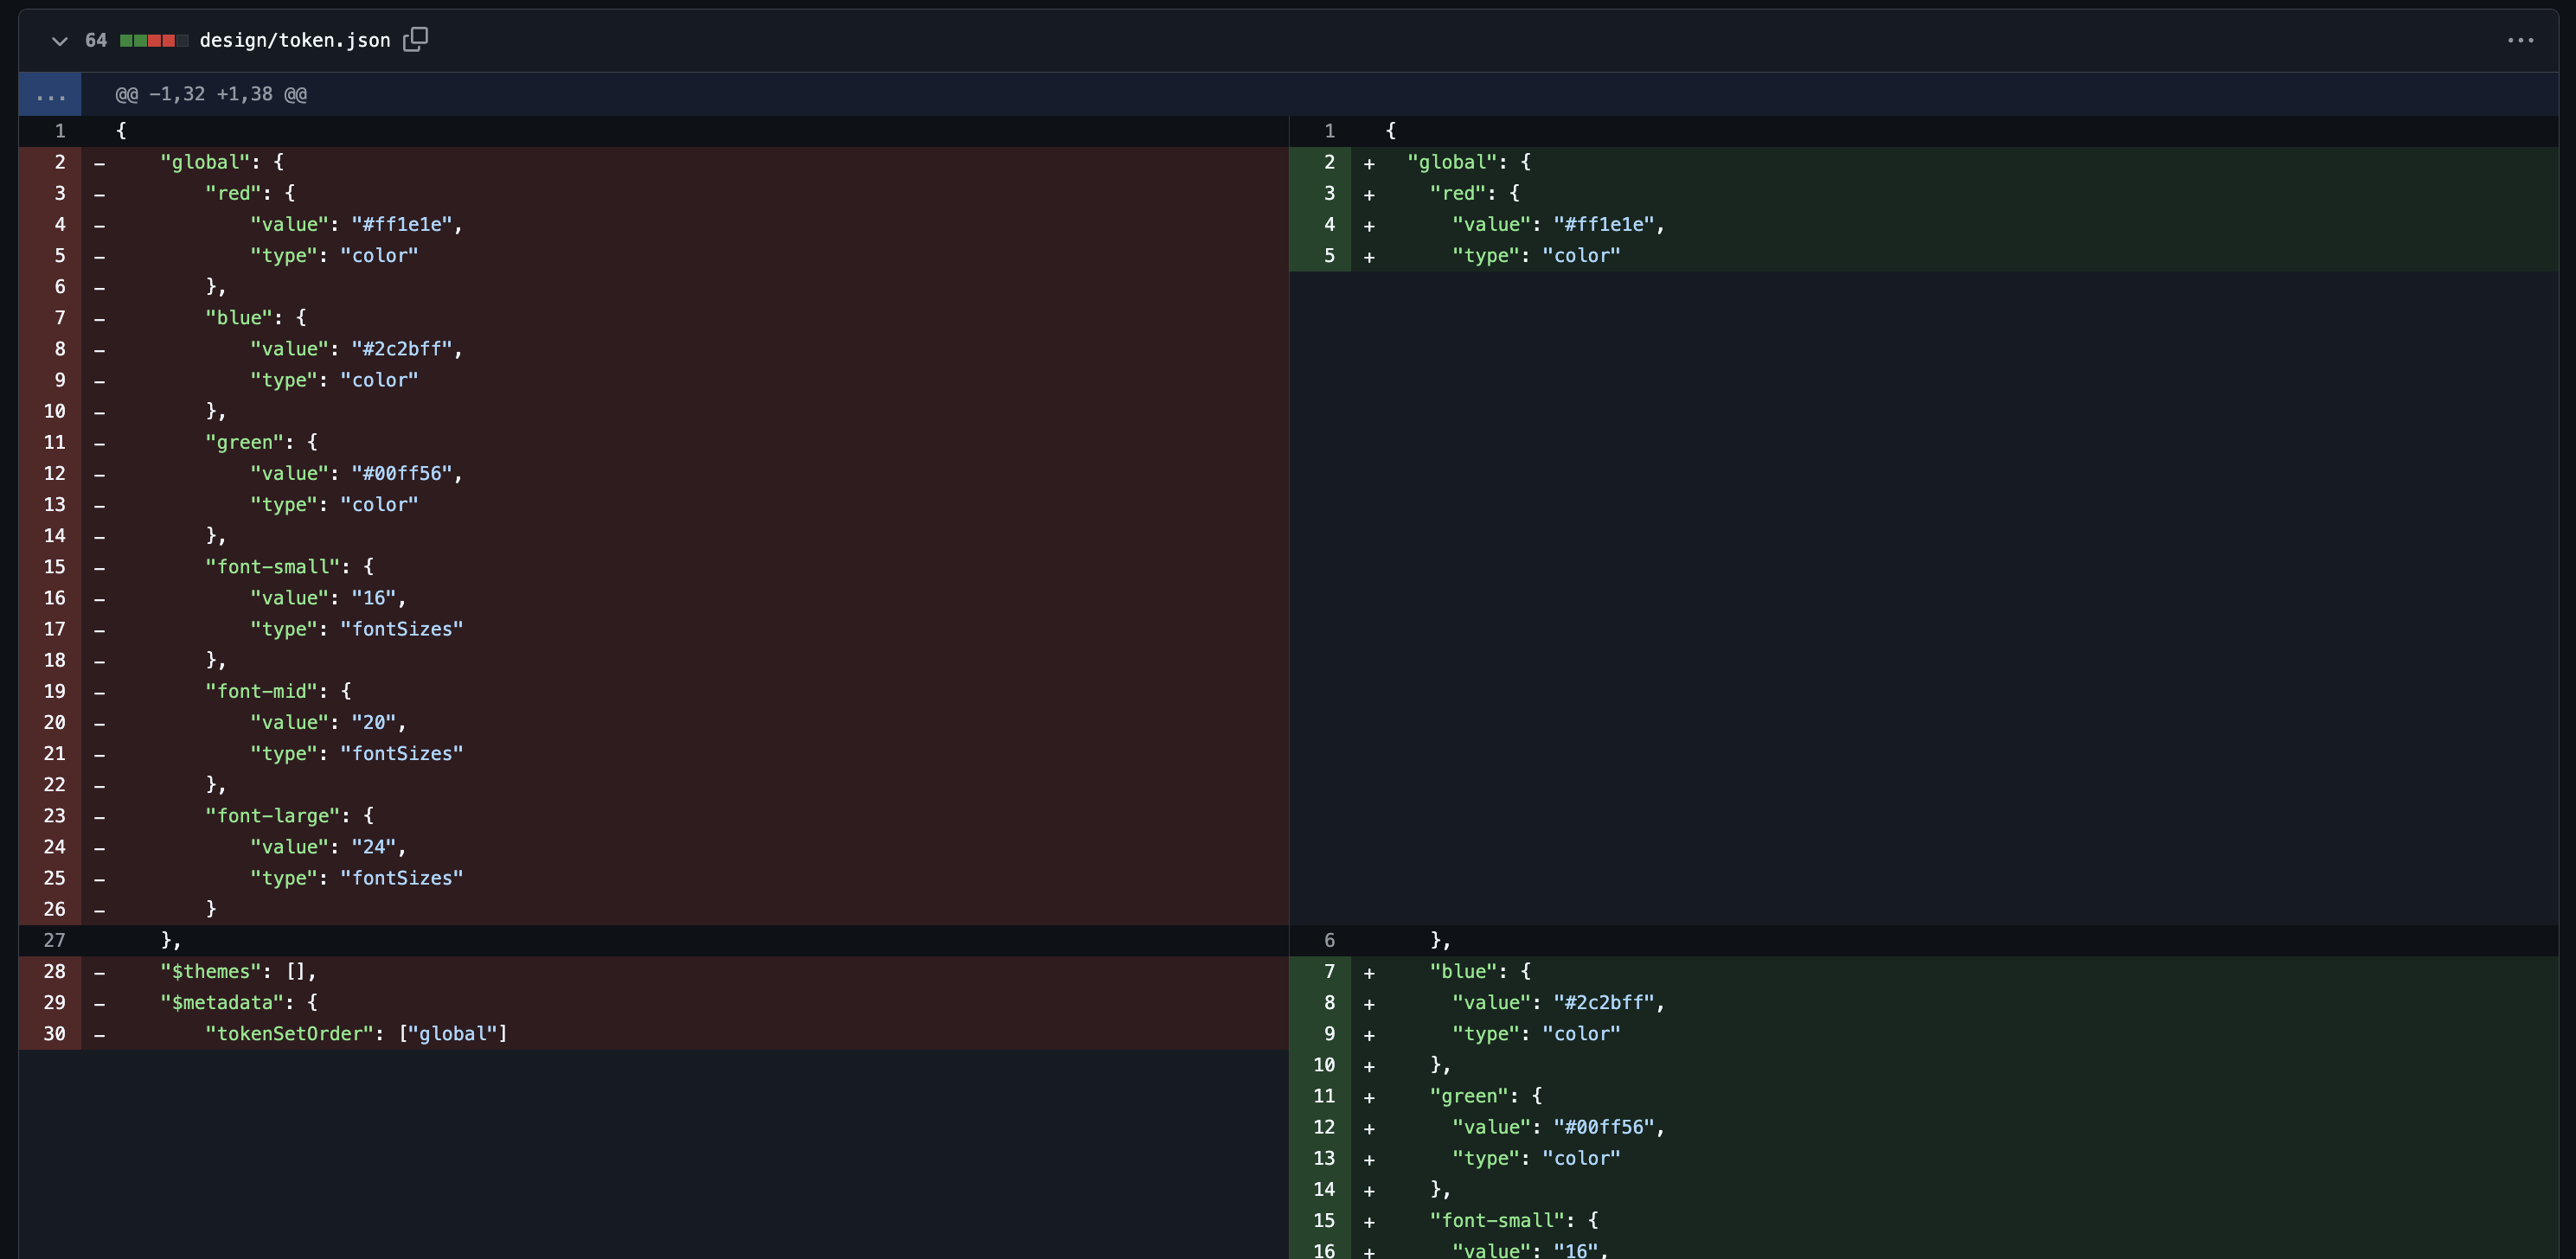 64 design/token.json
@@ -1,32 +1,38 @@
1 {
2 - "global": {
3 - "red": {
4 - "value": "#ff1e1e",
5 - "type": "color"
6 - },
7 - "blue": {
8 - "value": "#2c2bff",
9 - "type": "color"
10 - },
11 - "green": {
12 - "value": "#00ff56",
13 - "type": "color"
14 - },
15 - "font-small": {
16 - "value": "16",
17 - "type": "fontSizes"
18 - },
19 - "font-mid": {
20 - "value": "20",
21 - "type": "fontSizes"
22 - },
23 - "font-large": {
24 - "value": "24",
25 - "type": "fontSizes"
26 - }
27 },
28 - "$themes": [],
29 - "$metadata": {
30 - "tokenSetOrder": ["global"]
1 {
2 + "global": {
3 + "red": {
4 + "value": "#ff1e1e",
5 + "type": "color"
6 },
7 + "blue": {
8 + "value": "#2c2bff",
9 + "type": "color"
10 + },
11 + "green": {
12 + "value": "#00ff56",
13 + "type": "color"
14 + },
15 + "font-small": {
16 + "value": "16",